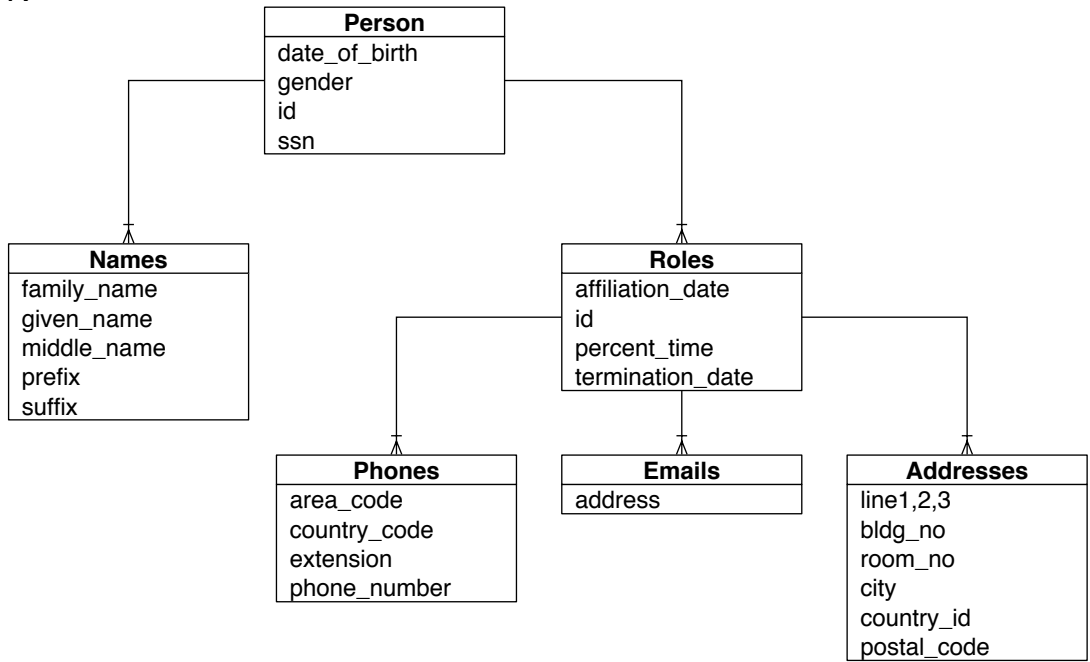 Person
date_of_birth
gender
id
ssn
Names
family_name
given_name
middle_name
prefix
suffix
Roles
affiliation_date
id
percent_time
termination_date
Phones
area_code
country_code
extension
phone_number
Emails
address
Addresses
line1,2,3
bldg_no
room_no
city
country_id
postal_code